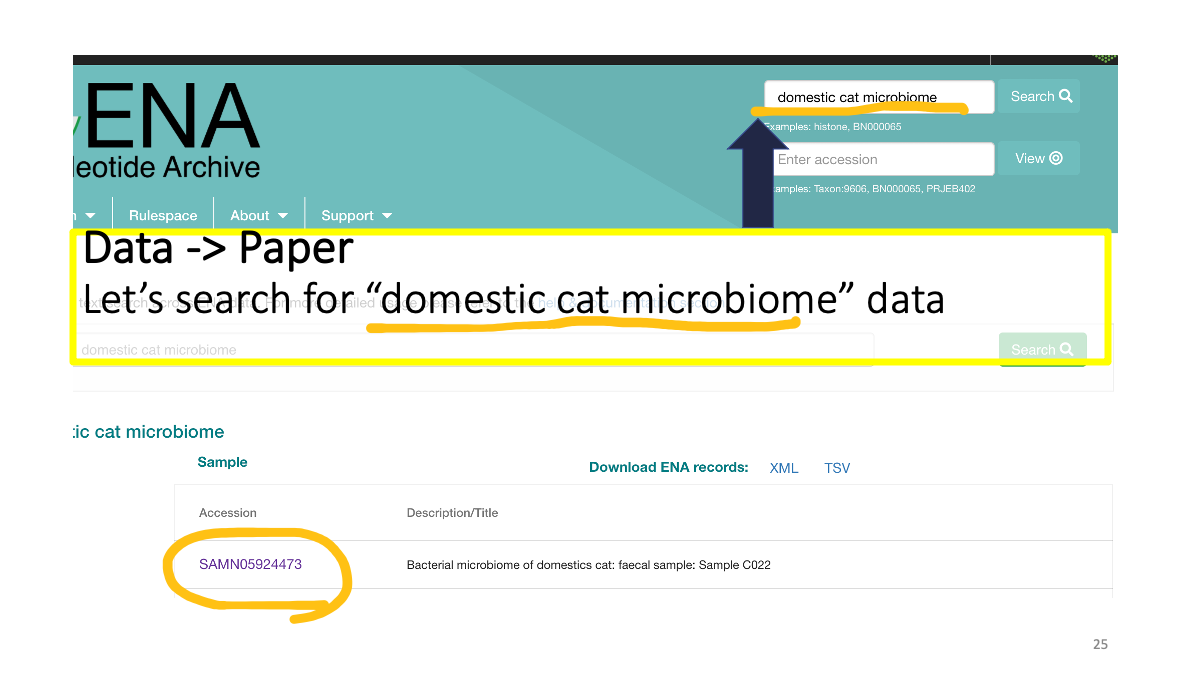 ENA
domestic cat microbiome
Search
Examples: histone, BN000065
leotide Archive
Enter accession
View
Examples: Taxon:9606, BN000065, PRJEB402
Rulespace
About
Support
Data -> Paper
Let's search for “domestic cat microbiome” data
domestic cat microbiome
Search
tic cat microbiome
Sample
Download ENA records: XML TSV
Accession Description/Title
SAMN05924473 Bacterial microbiome of domestics cat: faecal sample: Sample C022
25